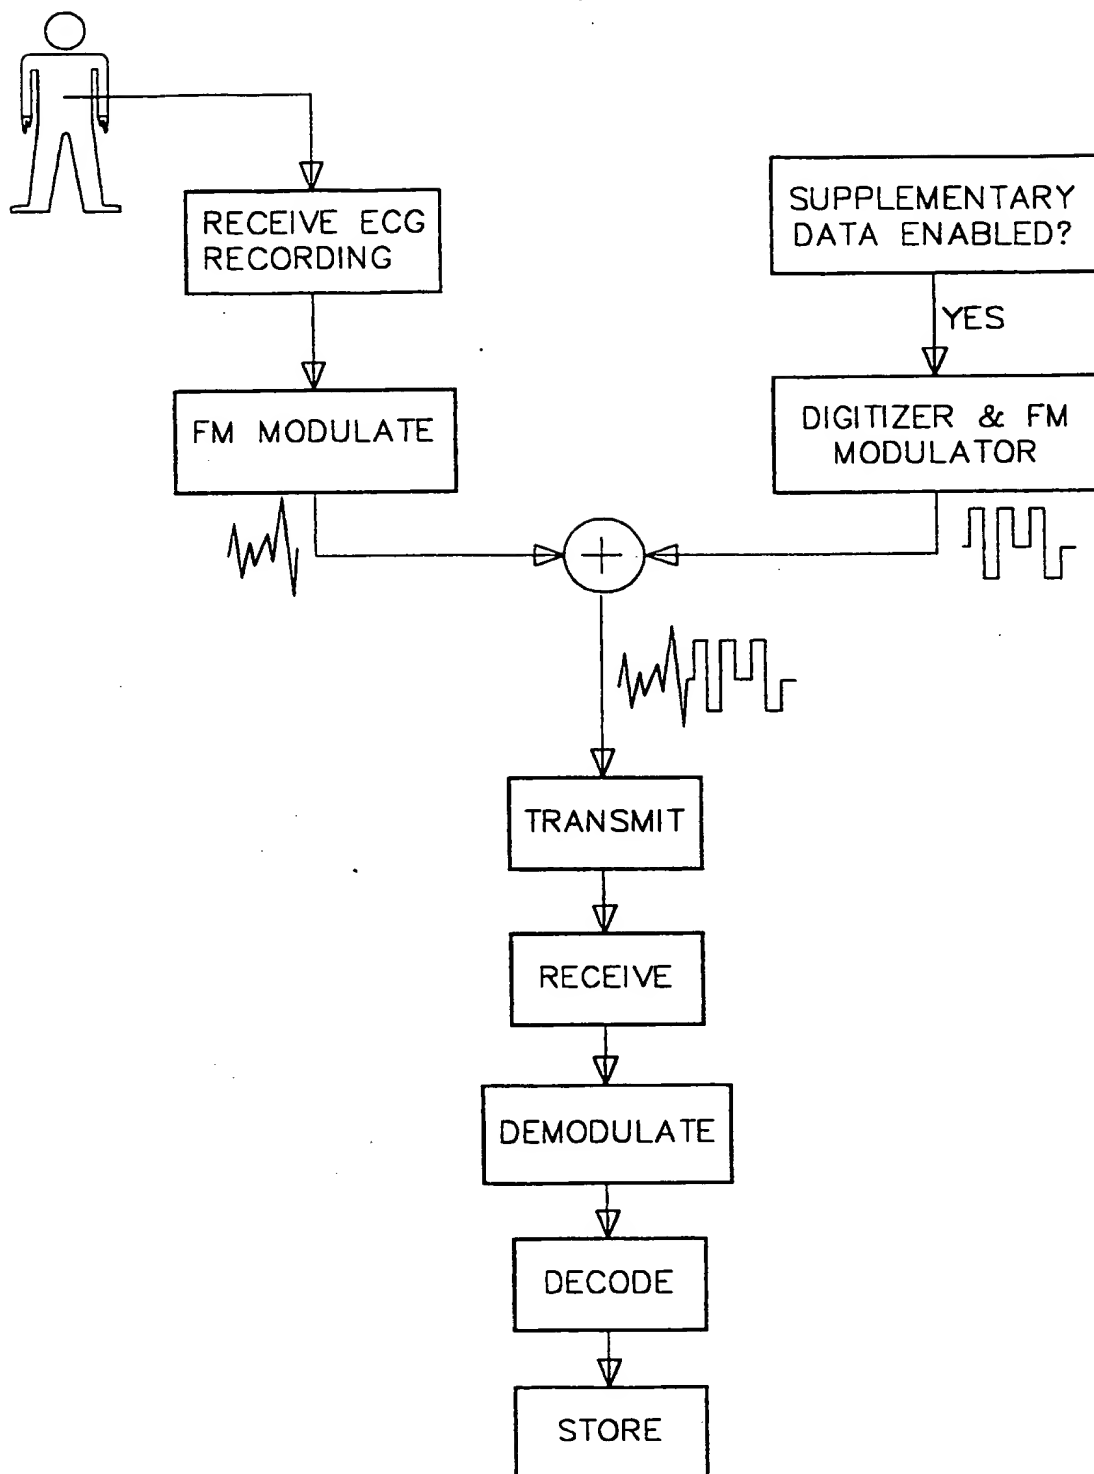 RECEIVE ECG
RECORDING
SUPPLEMENTARY
DATA ENABLED?
YES
FM MODULATE
DIGITIZER & FM
MODULATOR
TRANSMIT
RECEIVE
DEMODULATE
DECODE
STORE